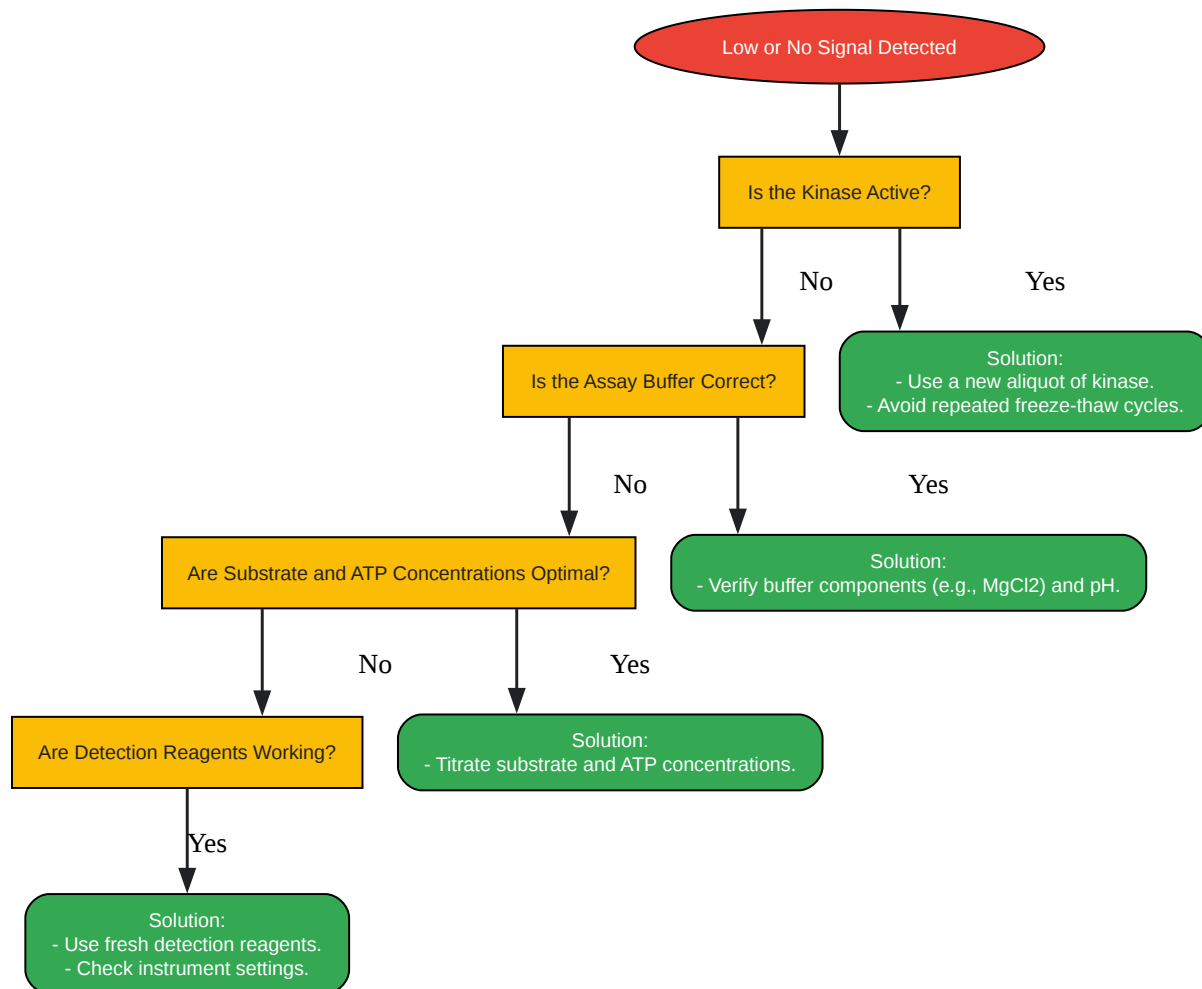 Low or No Signal Detected
Is the Kinase Active?
No
Yes
Solution:
- Use a new aliquot of kinase.
- Avoid repeated freeze-thaw cycles.
Is the Assay Buffer Correct?
No
Yes
Solution:
- Verify buffer components (e.g., MgCl2) and pH.
Are Substrate and ATP Concentrations Optimal?
No
Yes
Solution:
- Titrate substrate and ATP concentrations.
Are Detection Reagents Working?
Yes
Solution:
- Use fresh detection reagents.
- Check instrument settings.